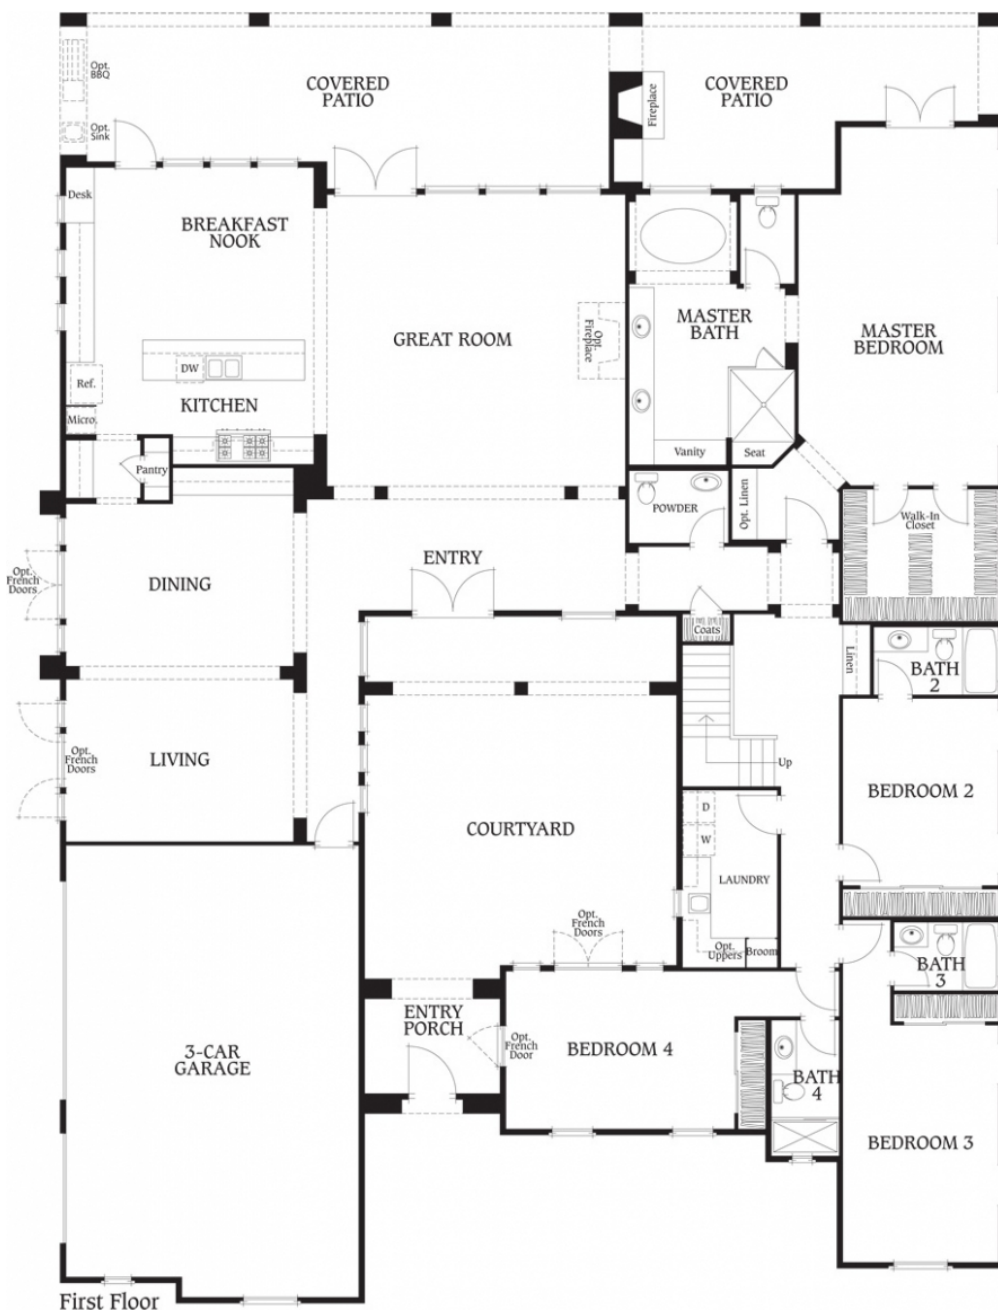 Opt.
BBQ
COVERED
PATIO
Fireplace
COVERED
PATIO
Opt.
Sink
Desk
BREAKFAST
NOOK
GREAT ROOM
Opt.
Fireplace
MASTER
BATH
MASTER
BEDROOM
DW
Ref.
KITCHEN
Micro.
Pantry
Vanity
Seat
Opt. Linen
POWDER
Walk-In
Closet
ENTRY
Opt.
French
Doors
DINING
Coats
Linen
BATH
2
LIVING
Opt.
French
Doors
Up
BEDROOM 2
D
W
COURTYARD
LAUNDRY
Opt.
French
Doors
Opt.
Uppers
Broom
BATH
3
ENTRY
PORCH
Opt.
French
Door
BEDROOM 4
3-CAR
GARAGE
BATH
4
BEDROOM 3
First Floor